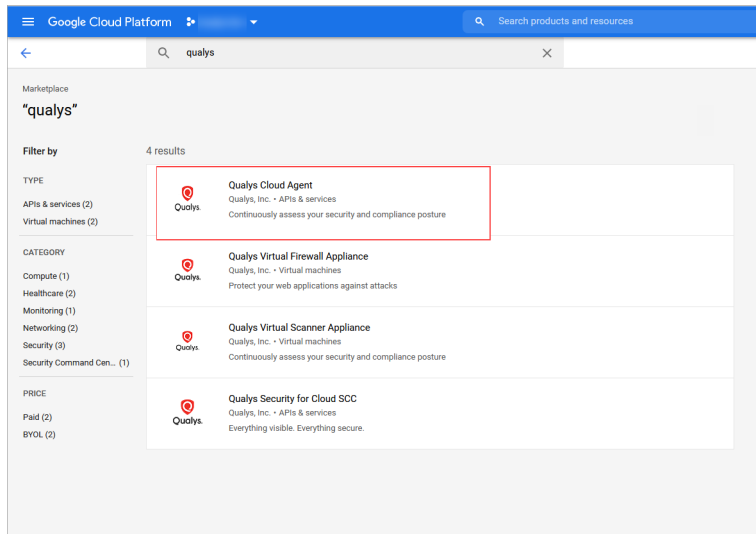 Google Cloud Platform
Search products and resources
qualys
Marketplace
“qualys”
Filter by
4 results
TYPE
APIs & services (2)
Virtual machines (2)
CATEGORY
Compute (1)
Healthcare (2)
Monitoring (1)
Networking (2)
Security (3)
Security Command Cen... (1)
PRICE
Paid (2)
BYOL (2)
Qualys.
Qualys Cloud Agent
Qualys, Inc. • APIs & services
Continuously assess your security and compliance posture
Qualys.
Qualys Virtual Firewall Appliance
Qualys, Inc. • Virtual machines
Protect your web applications against attacks
Qualys.
Qualys Virtual Scanner Appliance
Qualys, Inc. • Virtual machines
Continuously assess your security and compliance posture
Qualys.
Qualys Security for Cloud SCC
Qualys, Inc. • APIs & services
Everything visible. Everything secure.